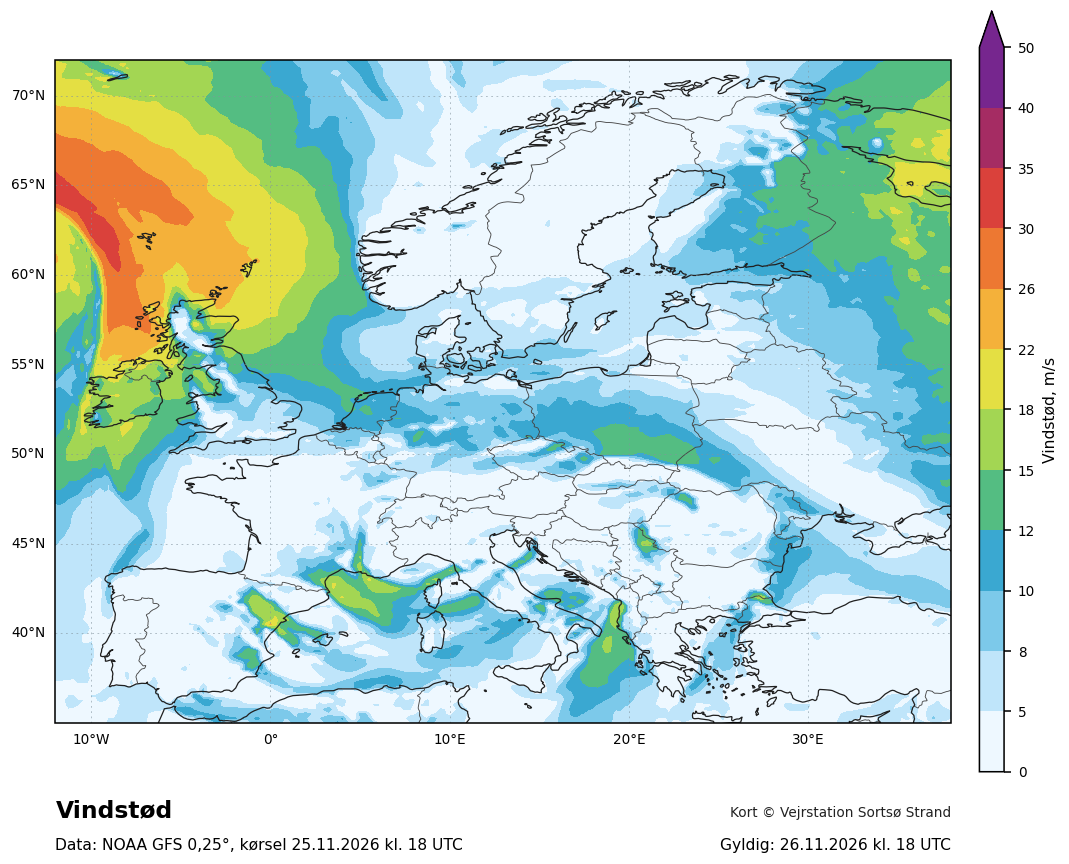 50
40
35
30
26
22
18
15
12
10
8
5
0
Vindstød, m/s
70°N
65°N
60°N
55°N
50°N
45°N
40°N
10°W
0°
10°E
20°E
30°E
Vindstød
Kort © Vejrstation Sortsø Strand
Data: NOAA GFS 0,25°, kørsel 25.11.2026 kl. 18 UTC
Gyldig: 26.11.2026 kl. 18 UTC